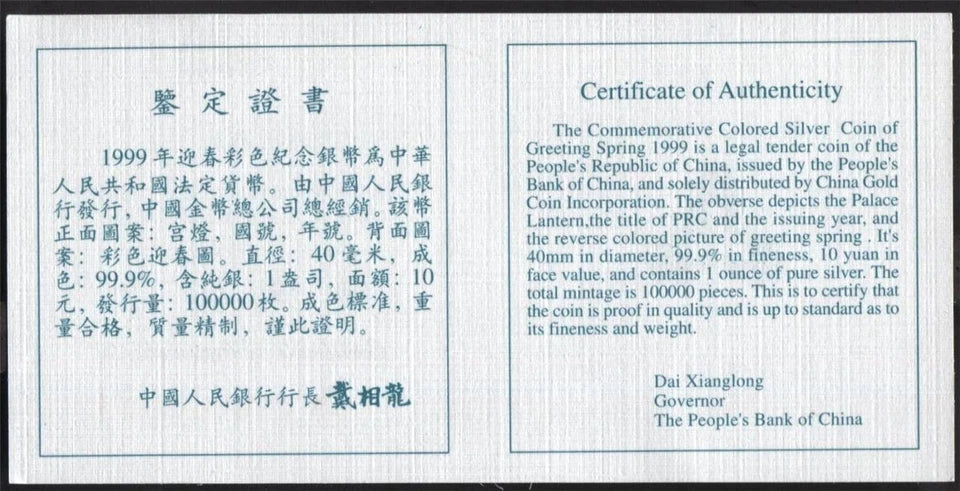 鑒定證書
1999年迎春彩色紀念銀幣爲中華
人民共和國法定貨幣。由中國人民銀
行發行，中國金幣總公司總經銷。該幣
正面圖案：宮燈，國號，年號。背面圖
案：彩色迎春圖。直徑：40毫米，成
色：99.9%，含純銀：1盎司，面額：10
元，發行量：100000枚。成色標准，重
量合格，質量精制，謹此證明。
中國人民銀行行長 戴相龍
Certificate of Authenticity
The Commemorative Colored Silver Coin of
Greeting Spring 1999 is a legal tender coin of the
People's Republic of China, issued by the People's
Bank of China, and solely distributed by China Gold
Coin Incorporation. The obverse depicts the Palace
Lantern,the title of PRC and the issuing year, and
the reverse colored picture of greeting spring . It's
40mm in diameter, 99.9% in fineness, 10 yuan in
face value, and contains 1 ounce of pure silver. The
total mintage is 100000 pieces. This is to certify that
the coin is proof in quality and is up to standard as to
its fineness and weight.
Dai Xianglong
Governor
The People's Bank of China